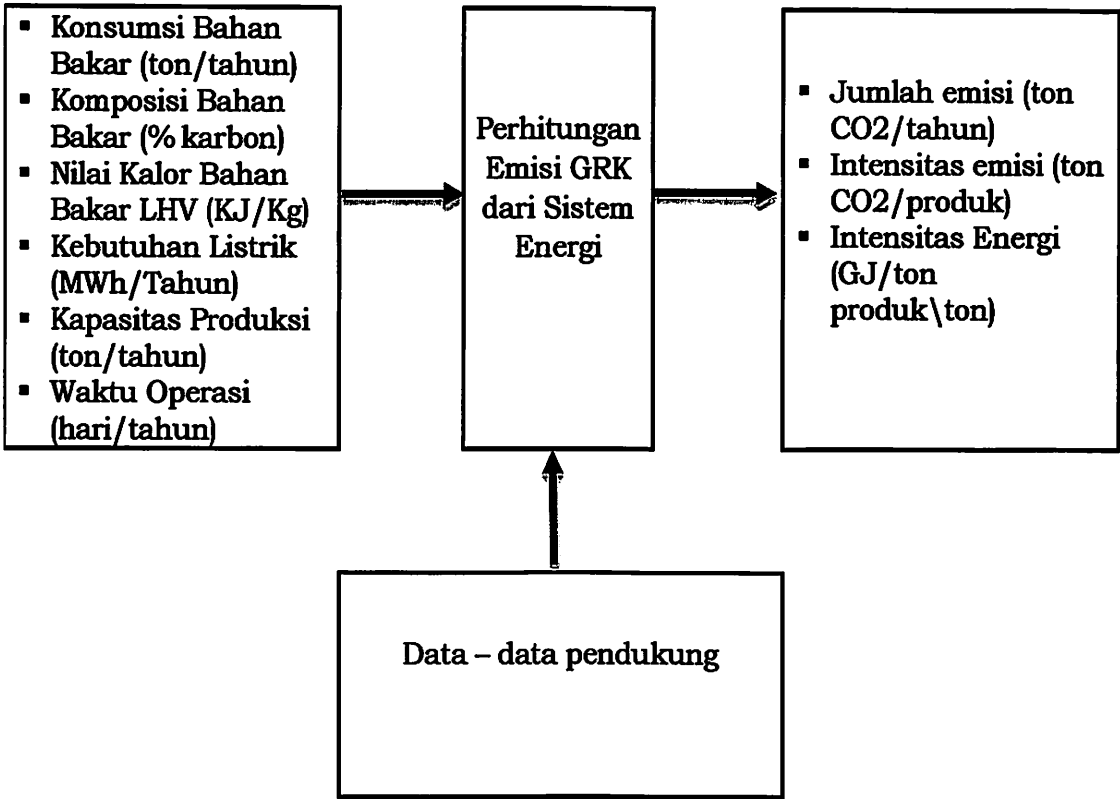 ▪ Konsumsi Bahan
Bakar (ton/tahun)
▪ Komposisi Bahan
Bakar (% karbon)
▪ Nilai Kalor Bahan
Bakar LHV (KJ/Kg)
▪ Kebutuhan Listrik
(MWh/Tahun)
▪ Kapasitas Produksi
(ton/tahun)
▪ Waktu Operasi
(hari/tahun)
Perhitungan
Emisi GRK
dari Sistem
Energi
▪ Jumlah emisi (ton
CO2/tahun)
▪ Intensitas emisi (ton
CO2/produk)
▪ Intensitas Energi
(GJ/ton
produk\ton)
Data – data pendukung